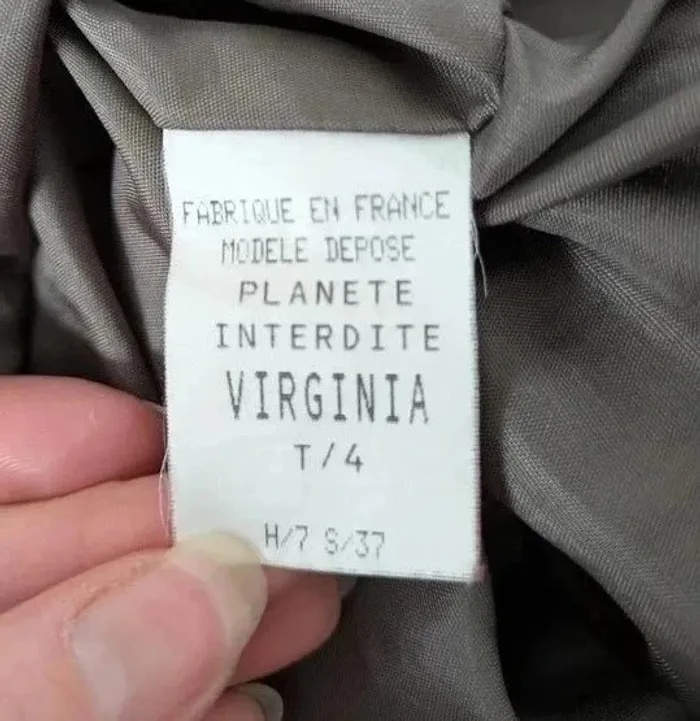 FABRIQUE EN FRANCE
MODELE DEPOSE
PLANETE
INTERDITE
VIRGINIA
T/4
H/7 S/37